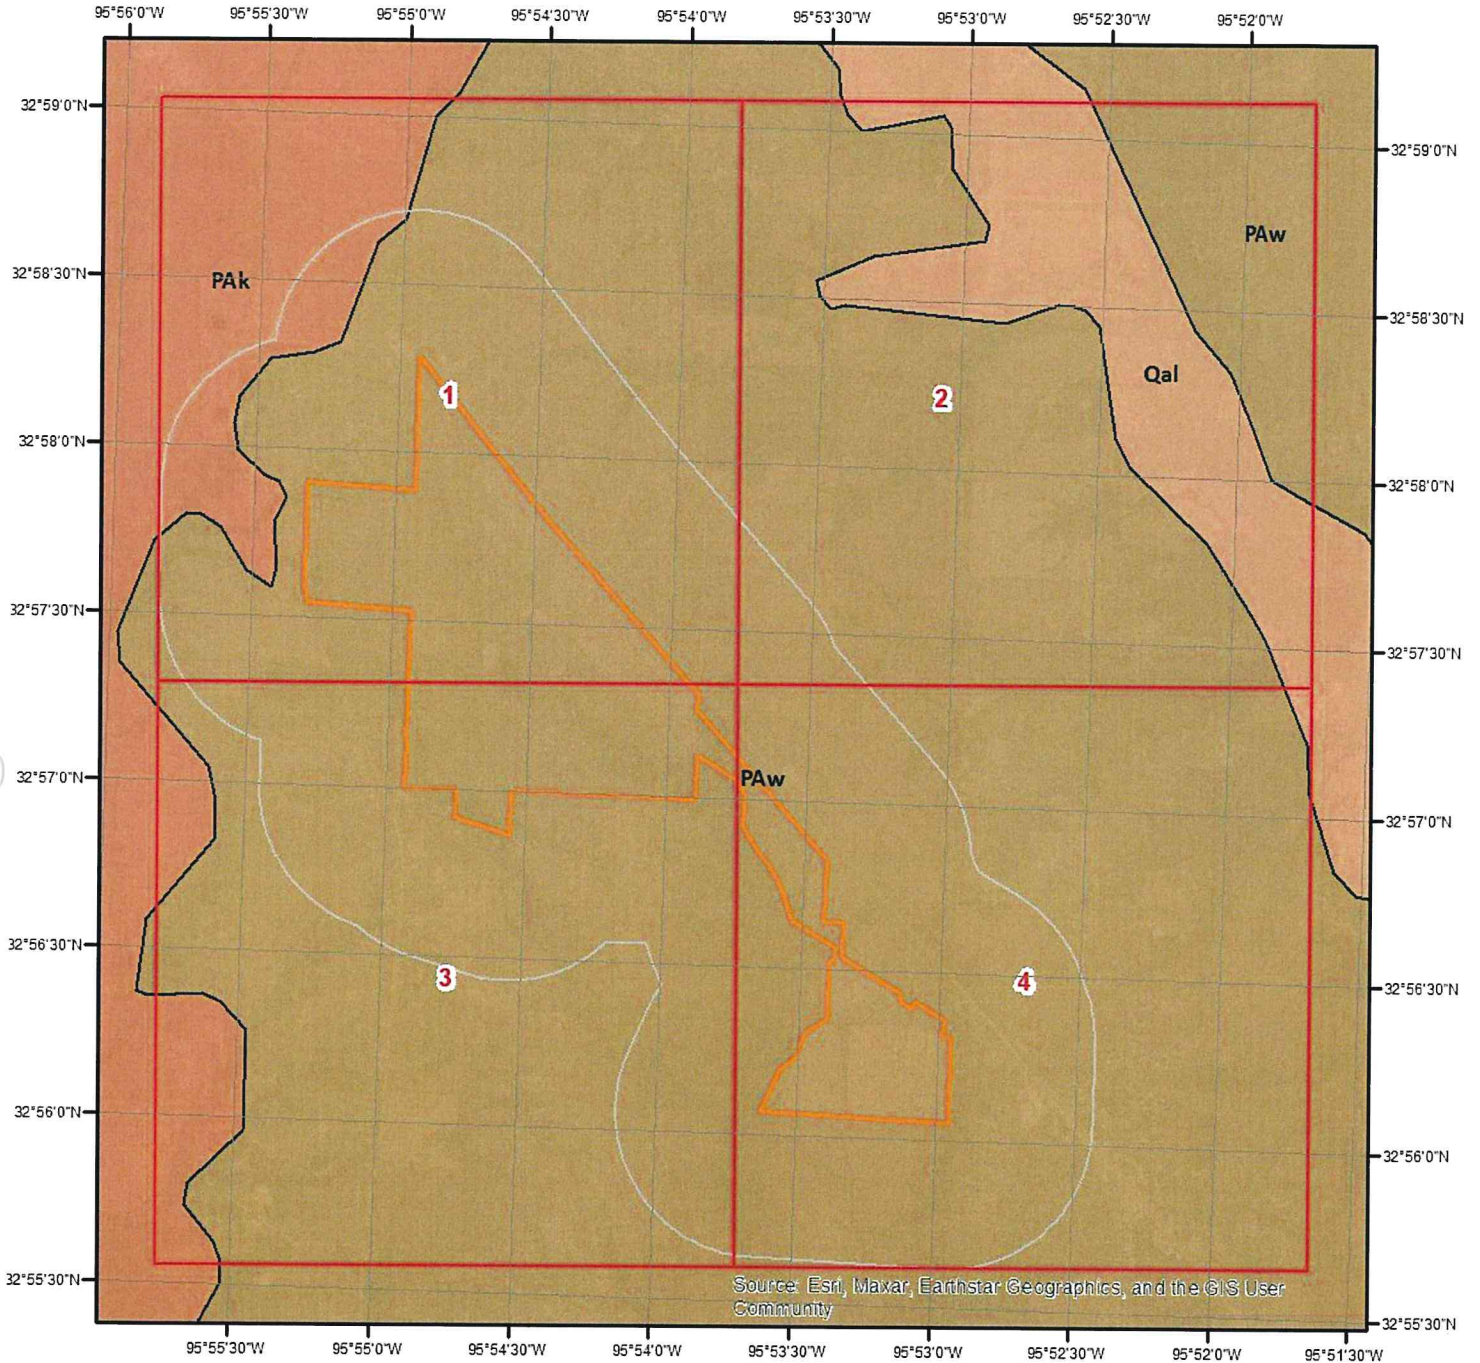 95°56'0"W 95°55'30"W 95°55'0"W 95°54'30"W 95°54'0"W 95°53'30"W 95°53'0"W 95°52'30"W 95°52'0"W
32°59'0"N
32°59'0"N
PAw
PAk
32°58'30"N
32°58'30"N
Qal
1
2
32°58'0"N
32°58'0"N
32°57'30"N
32°57'30"N
32°57'0"N
PAw
32°57'0"N
32°56'30"N
3
4
32°56'30"N
32°56'0"N
32°56'0"N
32°55'30"N
Source: Esri, Maxar, Earthstar Geographics, and the GIS User
Community
32°55'30"N
95°55'30"W 95°55'0"W 95°54'30"W 95°54'0"W 95°53'30"W 95°53'0"W 95°52'30"W 95°52'0"W 95°51'30"W